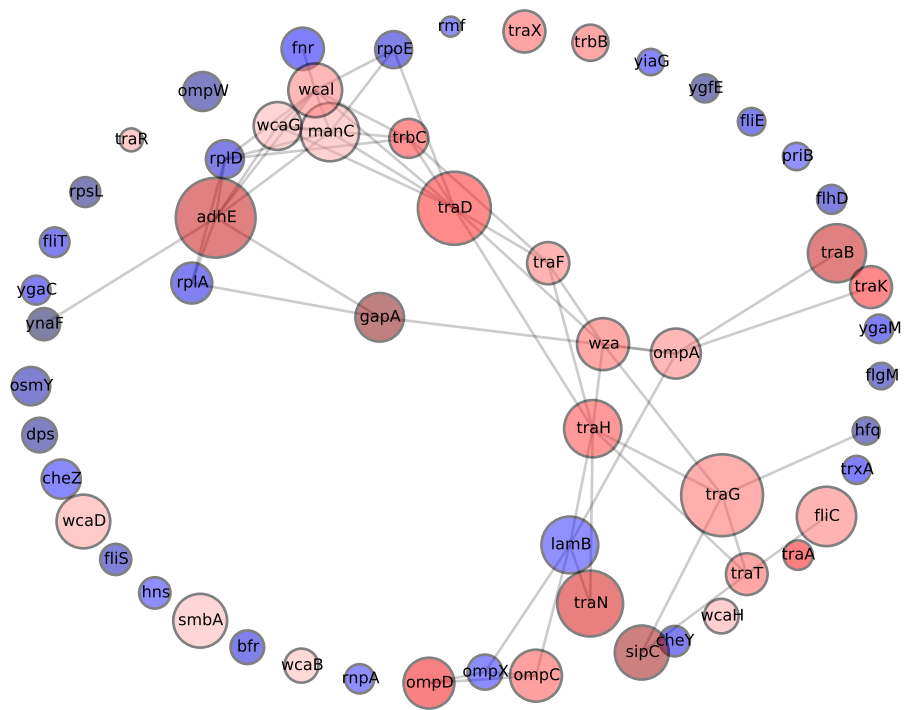 rmf
traX
trbB
fnr
rpoE
yiaG
wcaI
ompW
ygfE
fliE
wcaG
manC
trbC
traR
priB
rplD
rpsL
flhD
traD
adhE
fliT
traB
traF
rplA
traK
ygaC
gapA
ynaF
ygaM
wza
ompA
flgM
osmY
traH
hfq
dps
trxA
cheZ
traG
fliC
wcaD
lamB
traA
fliS
traT
hns
traN
wcaH
smbA
cheY
bfr
sipC
wcaB
ompX
ompC
rnpA
ompD